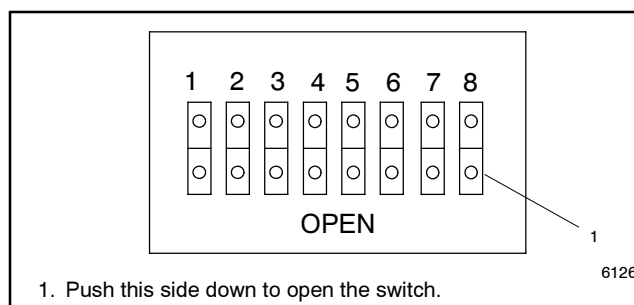 1 2 3 4 5 6 7 8
OPEN
1
6126
1. Push this side down to open the switch.